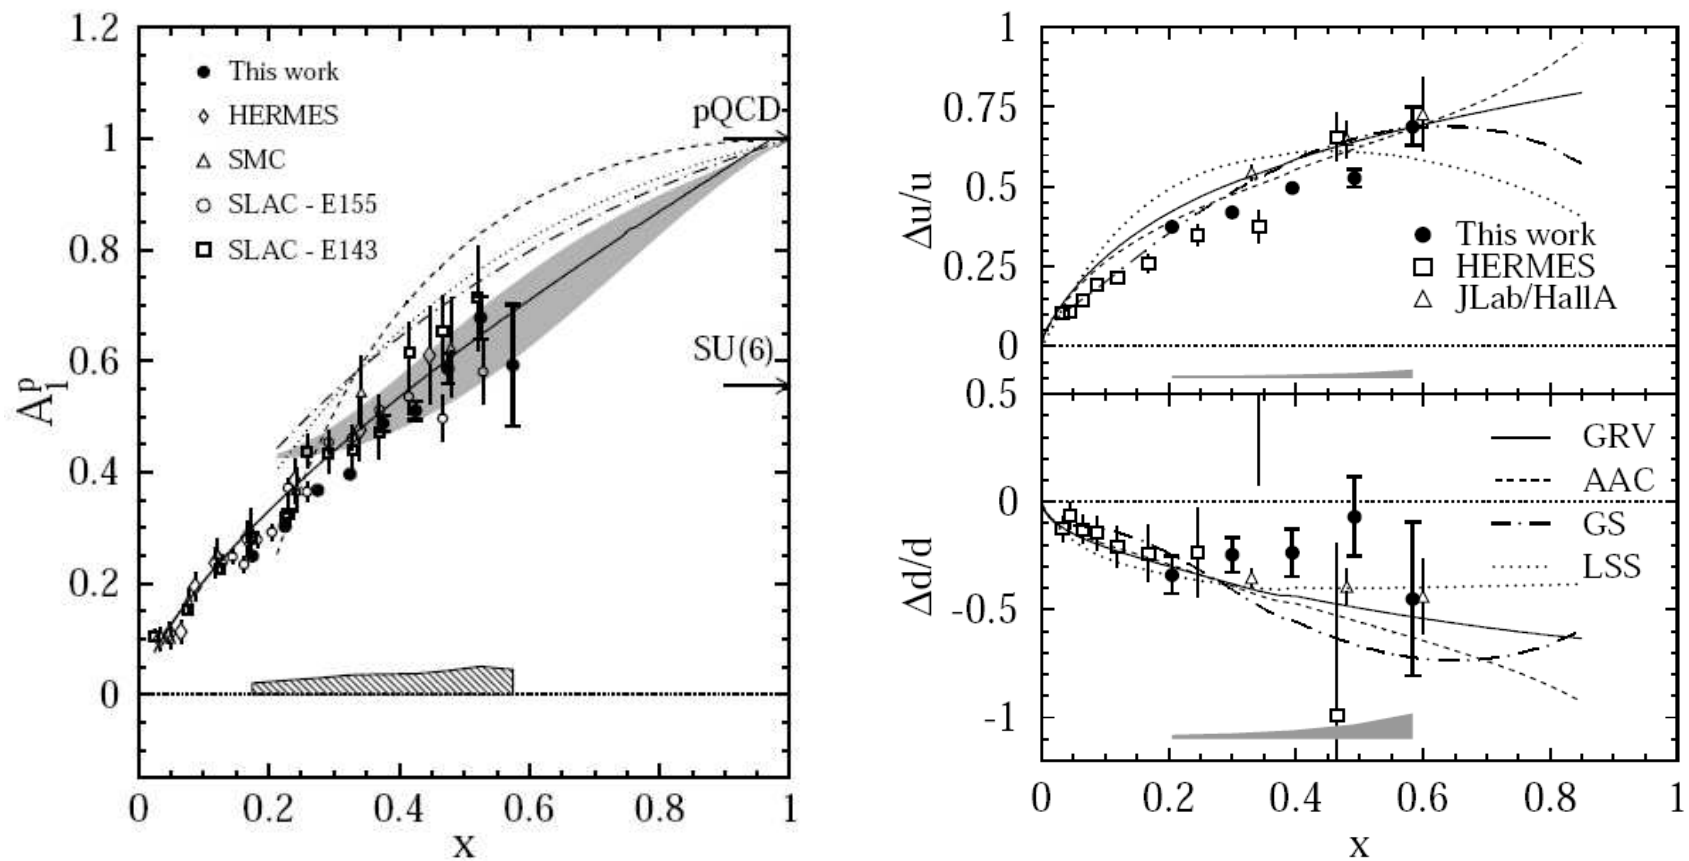 1.2
1
0.8
0.6
0.4
0.2
0
A₁ᵖ
This work
HERMES
SMC
SLAC - E155
SLAC - E143
pQCD
SU(6)
0 0.2 0.4 0.6 0.8 1
x
1
0.75
0.5
0.25
0
Δu/u
This work
HERMES
JLab/HallA
0.5
0
-0.5
-1
Δd/d
GRV
AAC
GS
LSS
0 0.2 0.4 0.6 0.8 1
x